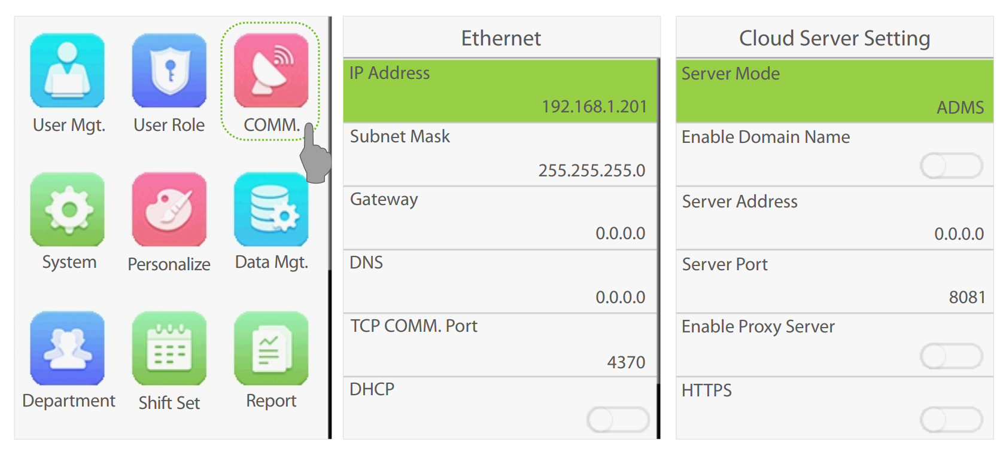 User Mgt.
User Role
COMM.
System
Personalize
Data Mgt.
Department
Shift Set
Report
Ethernet
IP Address
192.168.1.201
Subnet Mask
255.255.255.0
Gateway
0.0.0.0
DNS
0.0.0.0
TCP COMM. Port
4370
DHCP
Cloud Server Setting
Server Mode
ADMS
Enable Domain Name
Server Address
0.0.0.0
Server Port
8081
Enable Proxy Server
HTTPS